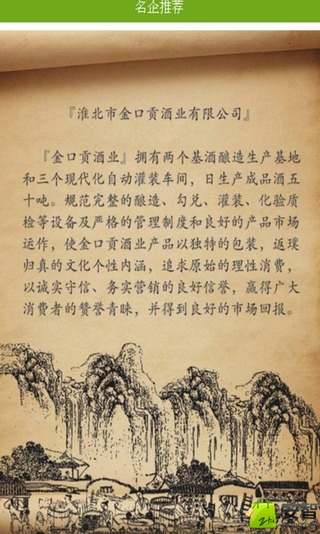 名企推荐
『淮北市金口贡酒业有限公司』
『金口贡酒业』拥有两个基酒酿造生产基地
和三个现代化自动灌装车间，日生产成品酒五
十吨。规范完整的酿造、勾兑、灌装、化验质
检等设备及严格的管理制度和良好的产品市场
运作，使金口贡酒业产品以独特的包装，返璞
归真的文化个性内涵，追求原始的理性消费，
以诚实守信、务实营销的良好信誉，赢得广大
消费者的赞誉青睐，并得到良好的市场回报。